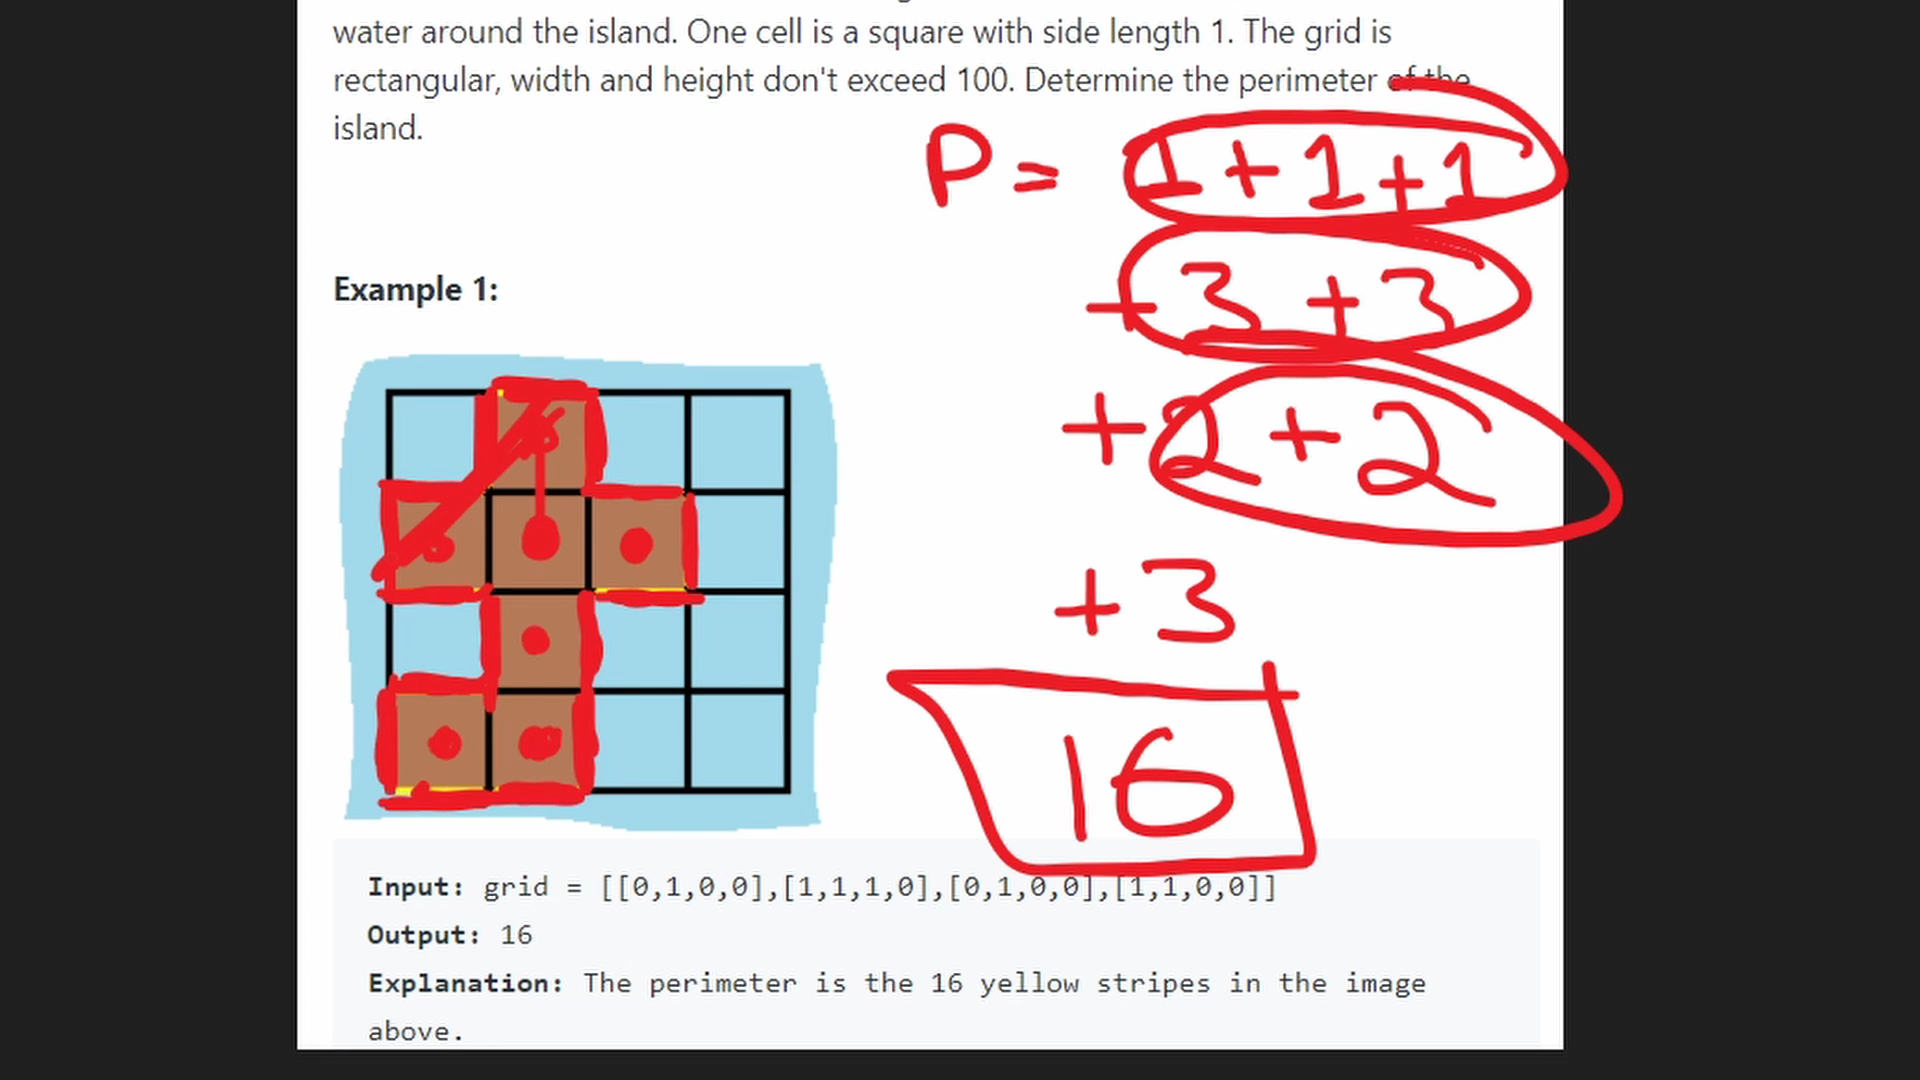 water around the island. One cell is a square with side length 1. The grid is
rectangular, width and height don't exceed 100. Determine the perimeter of the
island.
P = 1 + 1 + 1
+ 3 + 3
+ 2 + 2
+ 3
16
Example 1:
Input: grid = [[0,1,0,0],[1,1,1,0],[0,1,0,0],[1,1,0,0]]
Output: 16
Explanation: The perimeter is the 16 yellow stripes in the image
above.